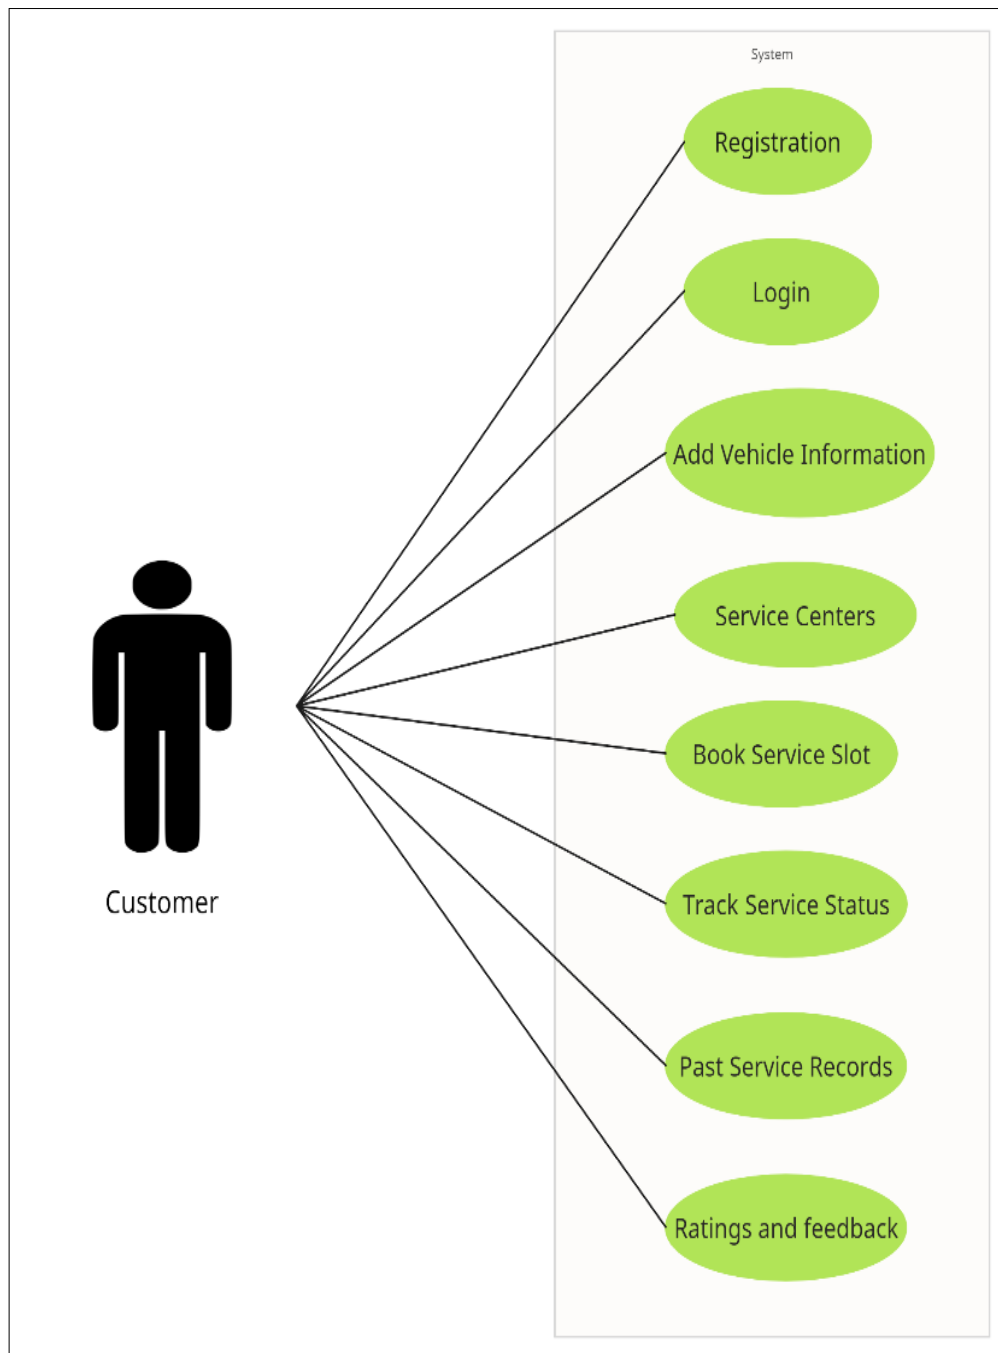 System
Registration
Login
Add Vehicle Information
Service Centers
Book Service Slot
Customer
Track Service Status
Past Service Records
Ratings and feedback